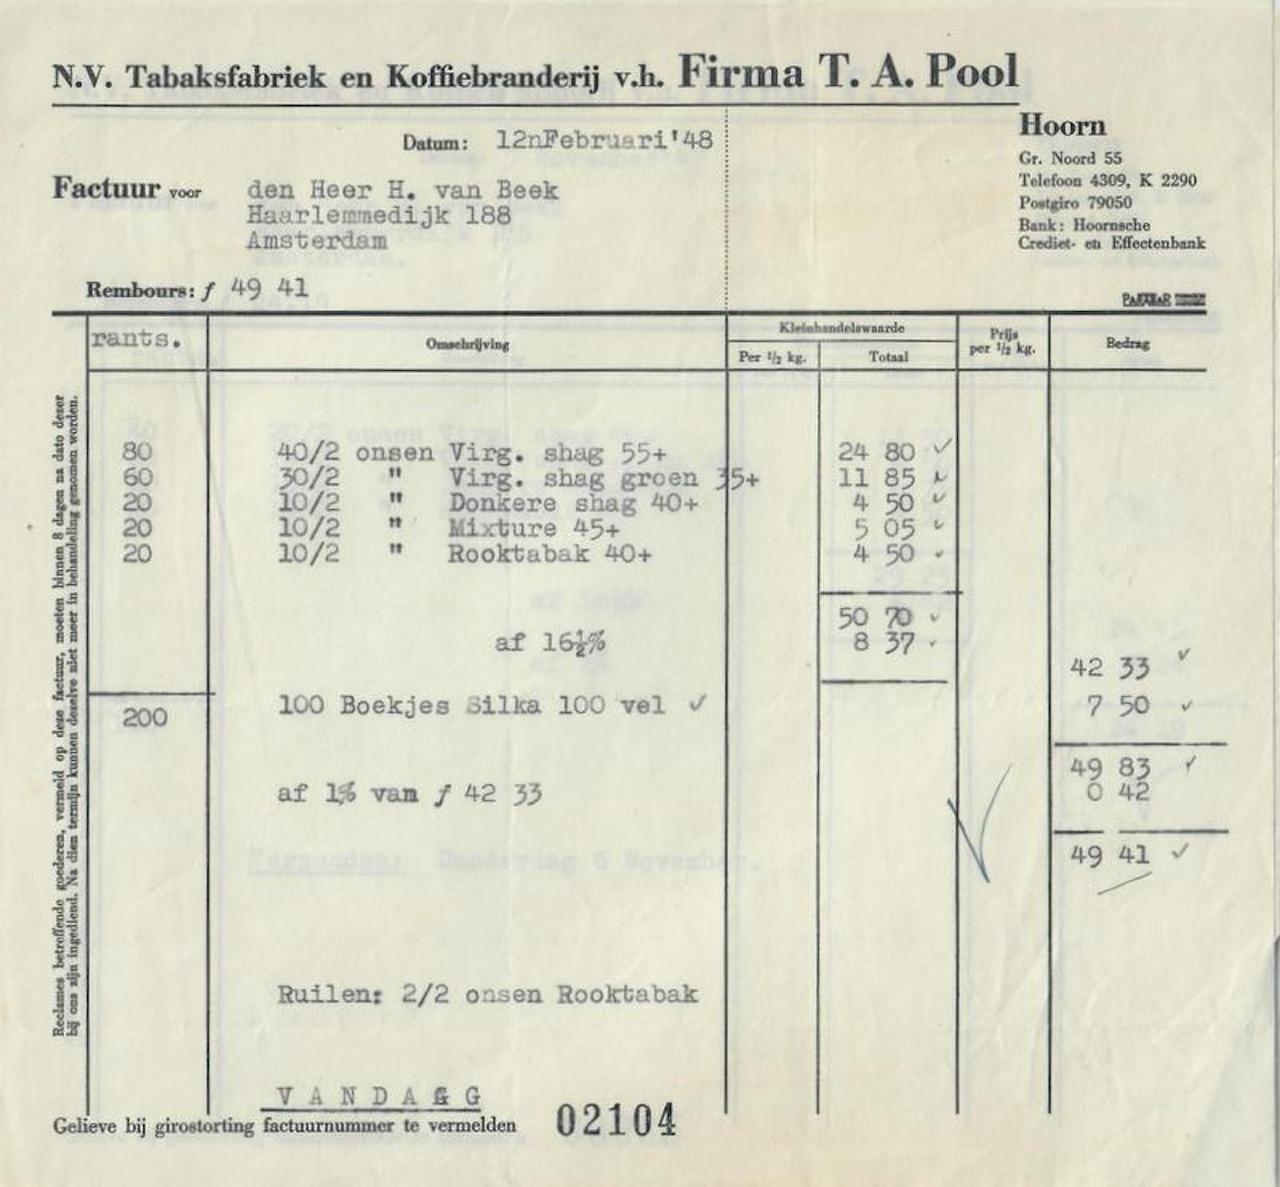 N.V. Tabaksfabriek en Koffiebranderij v.h. Firma T. A. Pool
Hoorn
Gr. Noord 55
Telefoon 4309, K 2290
Postgiro 79050
Bank: Hoornsche
Crediet- en Effectenbank
Datum: 12nFebruari'48
Factuur voor den Heer H. van Beek
Haarlemmedijk 188
Amsterdam
Rembours: ƒ 49 41
rants. Omschrijving Kleinhandelswaarde Prijs per 1/2 kg. Bedrag
Per 1/2 kg. Totaal
80 40/2 onsen Virg. shag 55+ 24 80 ✓
60 30/2 " Virg. shag groen 35+ 11 85 ✓
20 10/2 " Donkere shag 40+ 4 50 ✓
20 10/2 " Mixture 45+ 5 05 ✓
20 10/2 " Rooktabak 40+ 4 50 ✓
50 70 ✓
af 16½% 8 37 ✓
42 33 ✓
100 Boekjes Silka 100 vel ✓ 7 50 ✓
200
49 83 ✓
af 1% van ƒ 42 33 0 42
49 41 ✓
Vergaanden: Donderdag 6 November.
Ruilen: 2/2 onsen Rooktabak
VANDAGG
Gelieve bij girostorting factuurnummer te vermelden 02104
Reclames betreffende goederen, vermeld op deze factuur, moeten binnen 8 dagen na dato dezer
bij ons zijn ingediend. Na dien termijn kunnen dezelve niet meer in behandeling genomen worden.